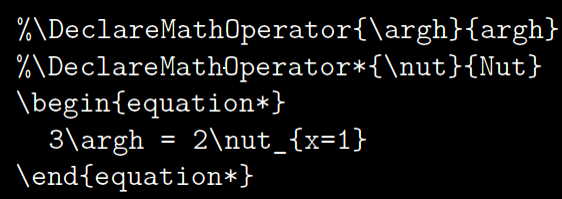 %\DeclareMathOperator{\argh}{argh}
%\DeclareMathOperator*{\nut}{Nut}
\begin{equation*}
  3\argh = 2\nut_{x=1}
\end{equation*}